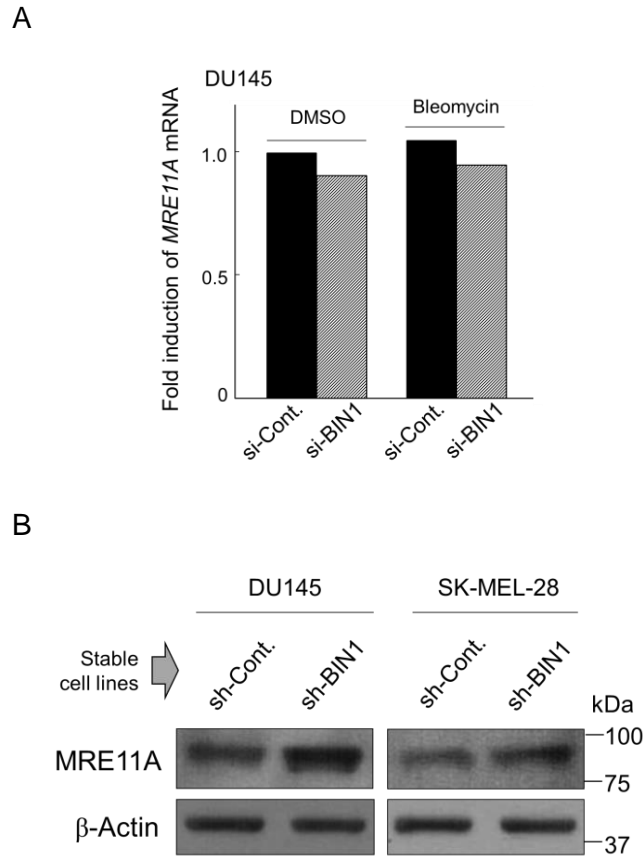 A
DU145
DMSO
Bleomycin
Fold induction of MRE11A mRNA
1.0
0.5
0
si-Cont.
si-BIN1
si-Cont.
si-BIN1
B
DU145
SK-MEL-28
Stable
cell lines
sh-Cont.
sh-BIN1
sh-Cont.
sh-BIN1
kDa
MRE11A
100
75
β-Actin
37